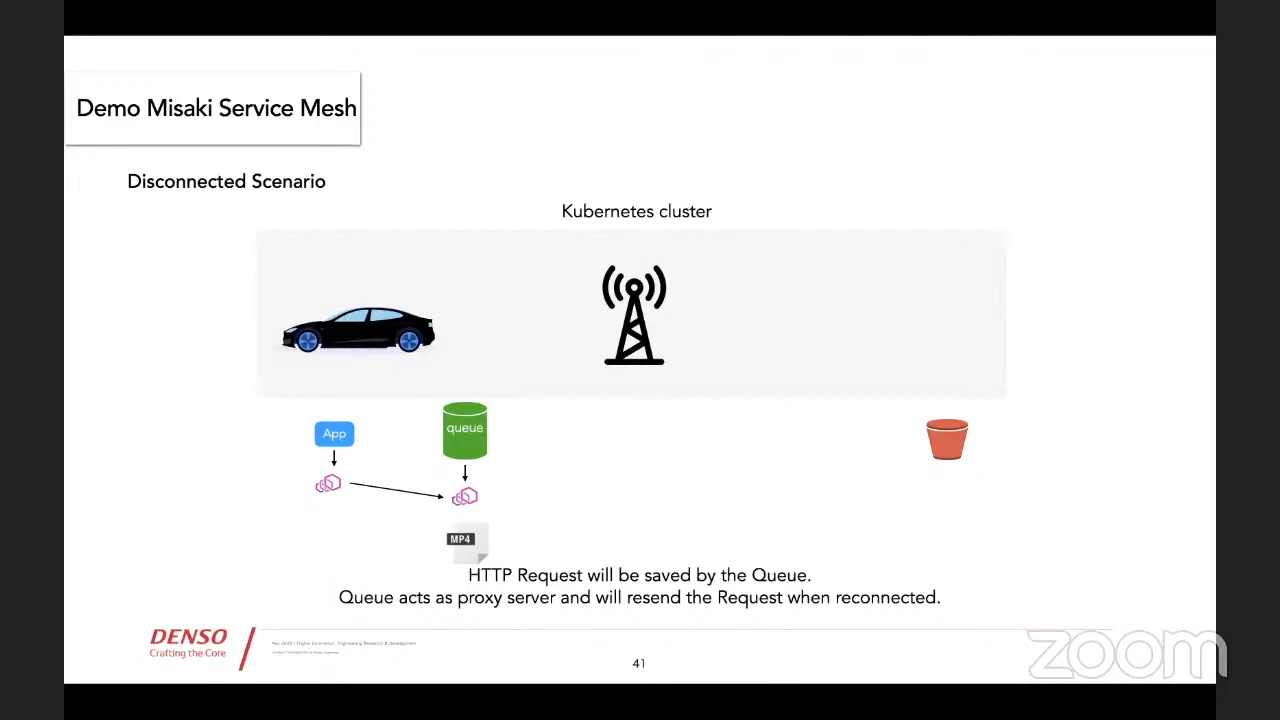 Demo Misaki Service Mesh
Disconnected Scenario
Kubernetes cluster
App
queue
MP4
HTTP Request will be saved by the Queue.
Queue acts as proxy server and will resend the Request when reconnected.
DENSO
Crafting the Core
41
zoom